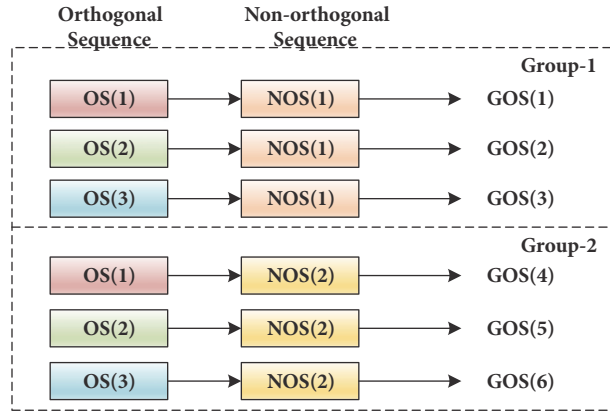 Orthogonal Non-orthogonal
Sequence Sequence
Group-1
OS(1) NOS(1) GOS(1)
OS(2) NOS(1) GOS(2)
OS(3) NOS(1) GOS(3)
Group-2
OS(1) NOS(2) GOS(4)
OS(2) NOS(2) GOS(5)
OS(3) NOS(2) GOS(6)